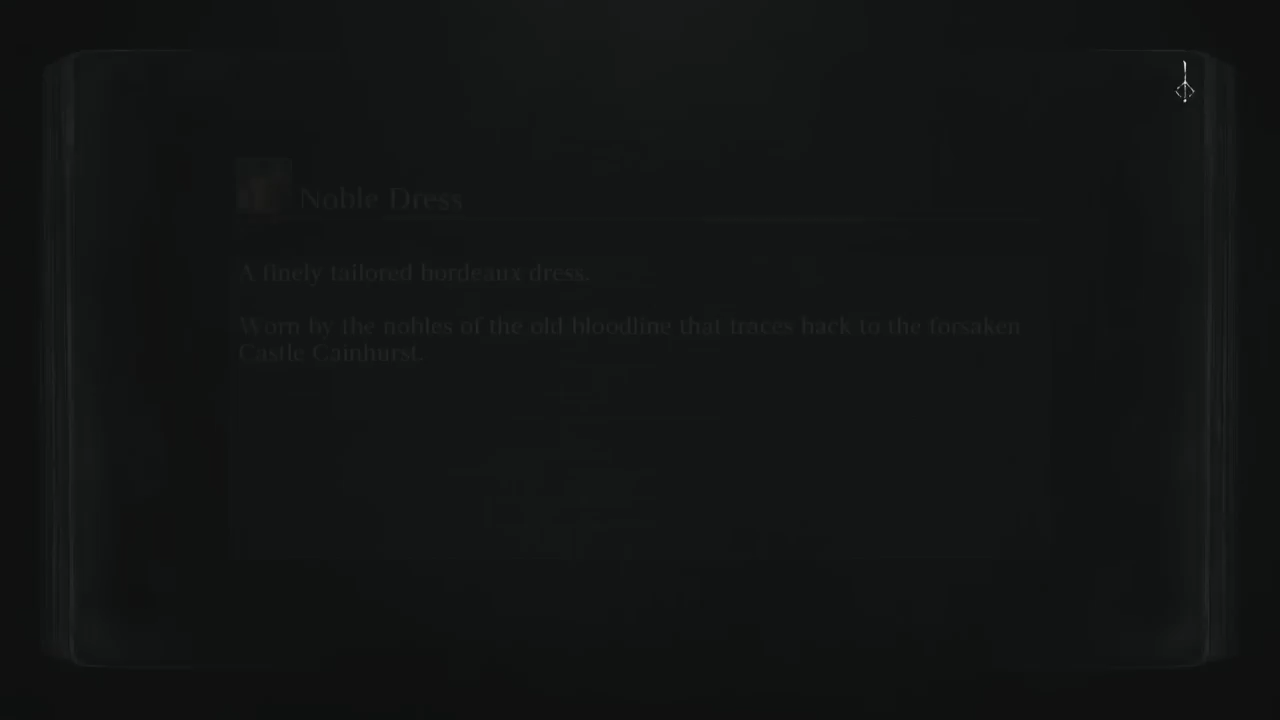 Noble Dress
A finely tailored bordeaux dress.
Worn by the nobles of the old bloodline that traces back to the forsaken
Castle Cainhurst.